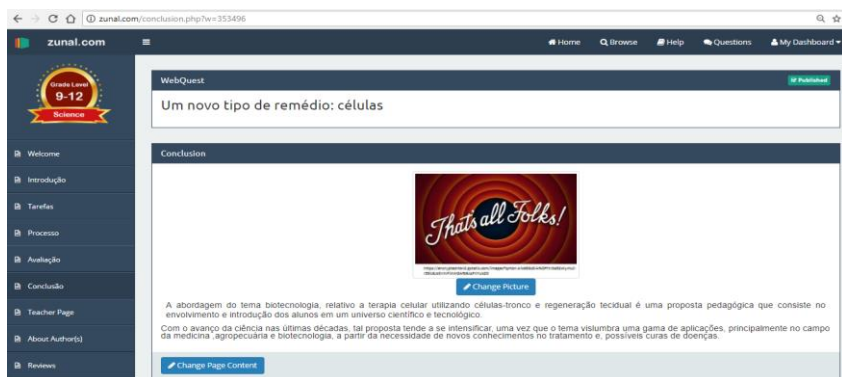 zunal.com/conclusion.php?w=353496
zunal.com
Home
Browse
Help
Questions
My Dashboard
Grade Level
9-12
Science
WebQuest
Published
Um novo tipo de remédio: células
Welcome
Introdução
Tarefas
Processo
Avaliação
Conclusão
Teacher Page
About Author(s)
Reviews
Conclusion
That's all Folks!
Change Picture
A abordagem do tema biotecnologia, relativo a terapia celular utilizando células-tronco e regeneração tecidual é uma proposta pedagógica que consiste no
envolvimento e introdução dos alunos em um universo científico e tecnológico.
Com o avanço da ciência nas últimas décadas, tal proposta tende a se intensificar, uma vez que o tema vislumbra uma gama de aplicações, principalmente no campo
da medicina ,agropecuária e biotecnologia, a partir da necessidade de novos conhecimentos no tratamento e, possíveis curas de doenças.
Change Page Content